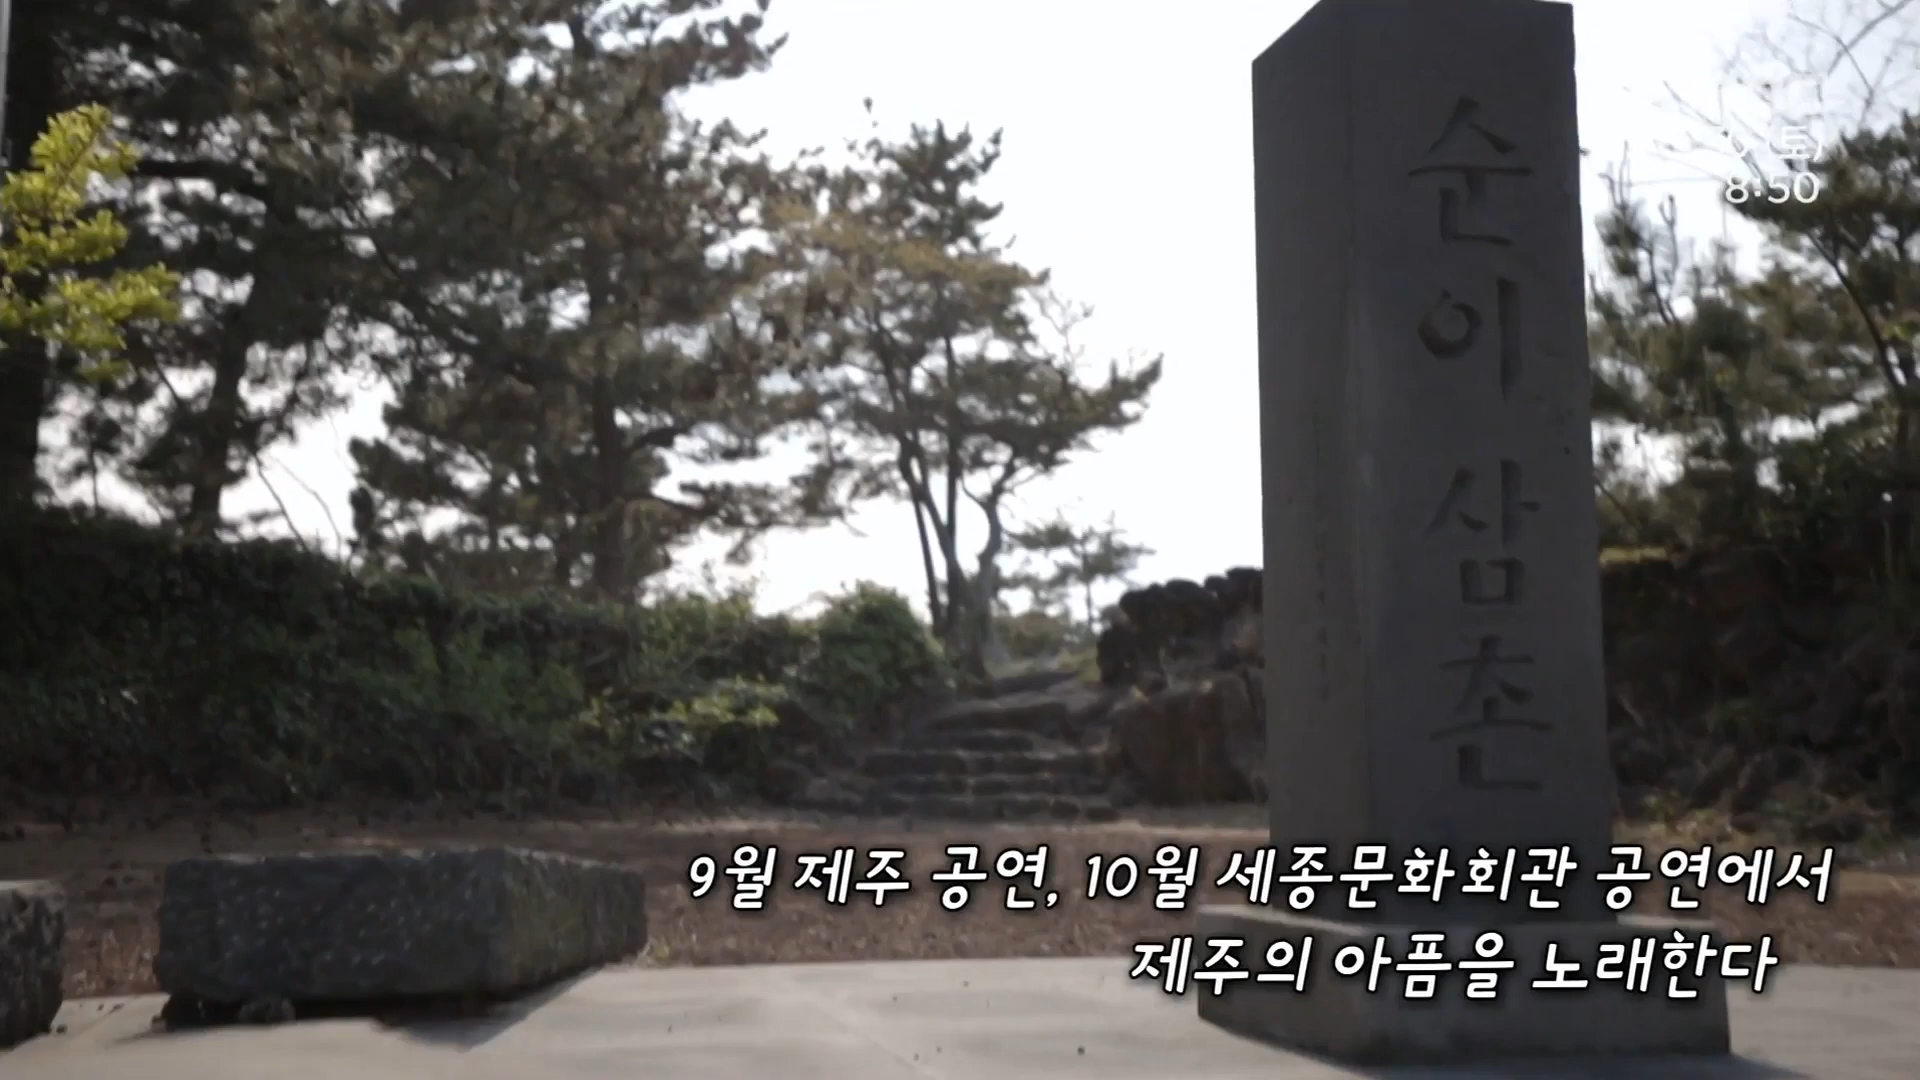 순이삼촌
(토)
8:50
9월 제주 공연, 10월 세종문화회관 공연에서
제주의 아픔을 노래한다